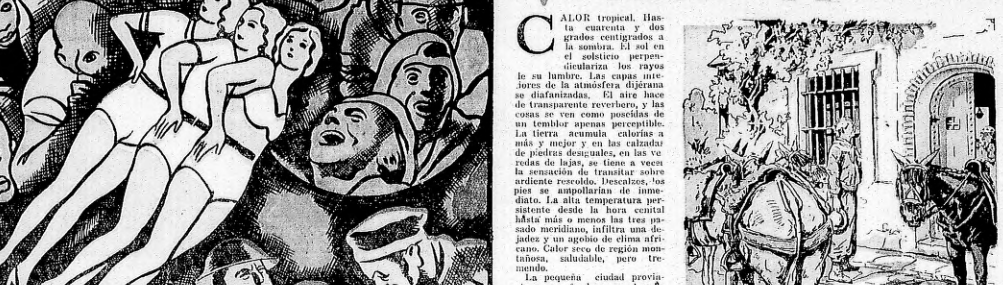 CALOR tropical. Has-
ta cuarenta y dos
grados centigrados a
la sombra. El sol en
el solsticio perpen-
diculariza los rayos
le su lumbre. Las capas infe-
iores de la atmósfera dijérana
se diafanizadas. El aire hace
de transparente reverbero, y las
cosas se ven como poseídas de
un temblor apenas perceptible.
La tierra acumula calorías a
más y mejor y en las calzadas
de piedras desiguales, en las ve
redas de lajas, se tiene a veces
la sensación de transitar sobre
ardiente rescoldo. Descalzos, los
pies se ampollarían de inme-
diato. La alta temperatura per-
sistente desde la hora cenital
hasta más o menos las tres pa-
sado meridiano, infiltra una de-
jadez y un agobio de clima afri-
cano. Calor seco de región mon-
tañosa, saludable, pero tre-
mendo.
La pequeña ciudad provin-